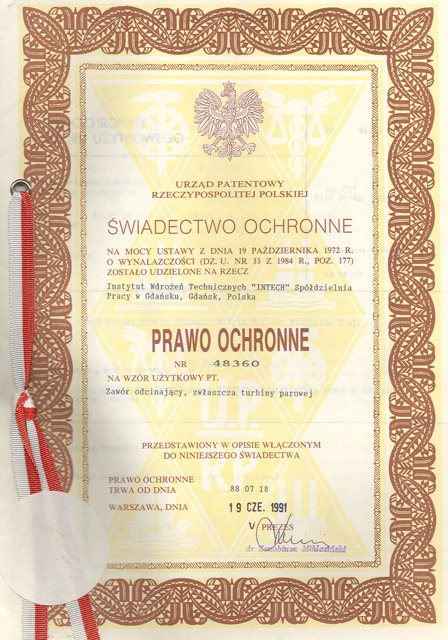 URZĄD PATENTOWY
RZECZYPOSPOLITEJ POLSKIEJ
ŚWIADECTWO OCHRONNE
NA MOCY USTAWY Z DNIA 19 PAŹDZIERNIKA 1972 R.
O WYNALAZCZOŚCI (DZ. U. NR 33 Z 1984 R., POZ. 177)
ZOSTAŁO UDZIELONE NA RZECZ
Instytut Wdrożeń Technicznych "INTECH" Spółdzielnia
Pracy w Gdańsku, Gdańsk, Polska
PRAWO OCHRONNE
NR 48360
NA WZÓR UŻYTKOWY PT.
Zawór odcinający, zwłaszcza turbiny parowej
U.P.
RP
PRZEDSTAWIONY W OPISIE WŁĄCZONYM
DO NINIEJSZEGO ŚWIADECTWA
PRAWO OCHRONNE
TRWA OD DNIA 88 07 18
WARSZAWA, DNIA 19 CZE. 1991
PREZES
dr